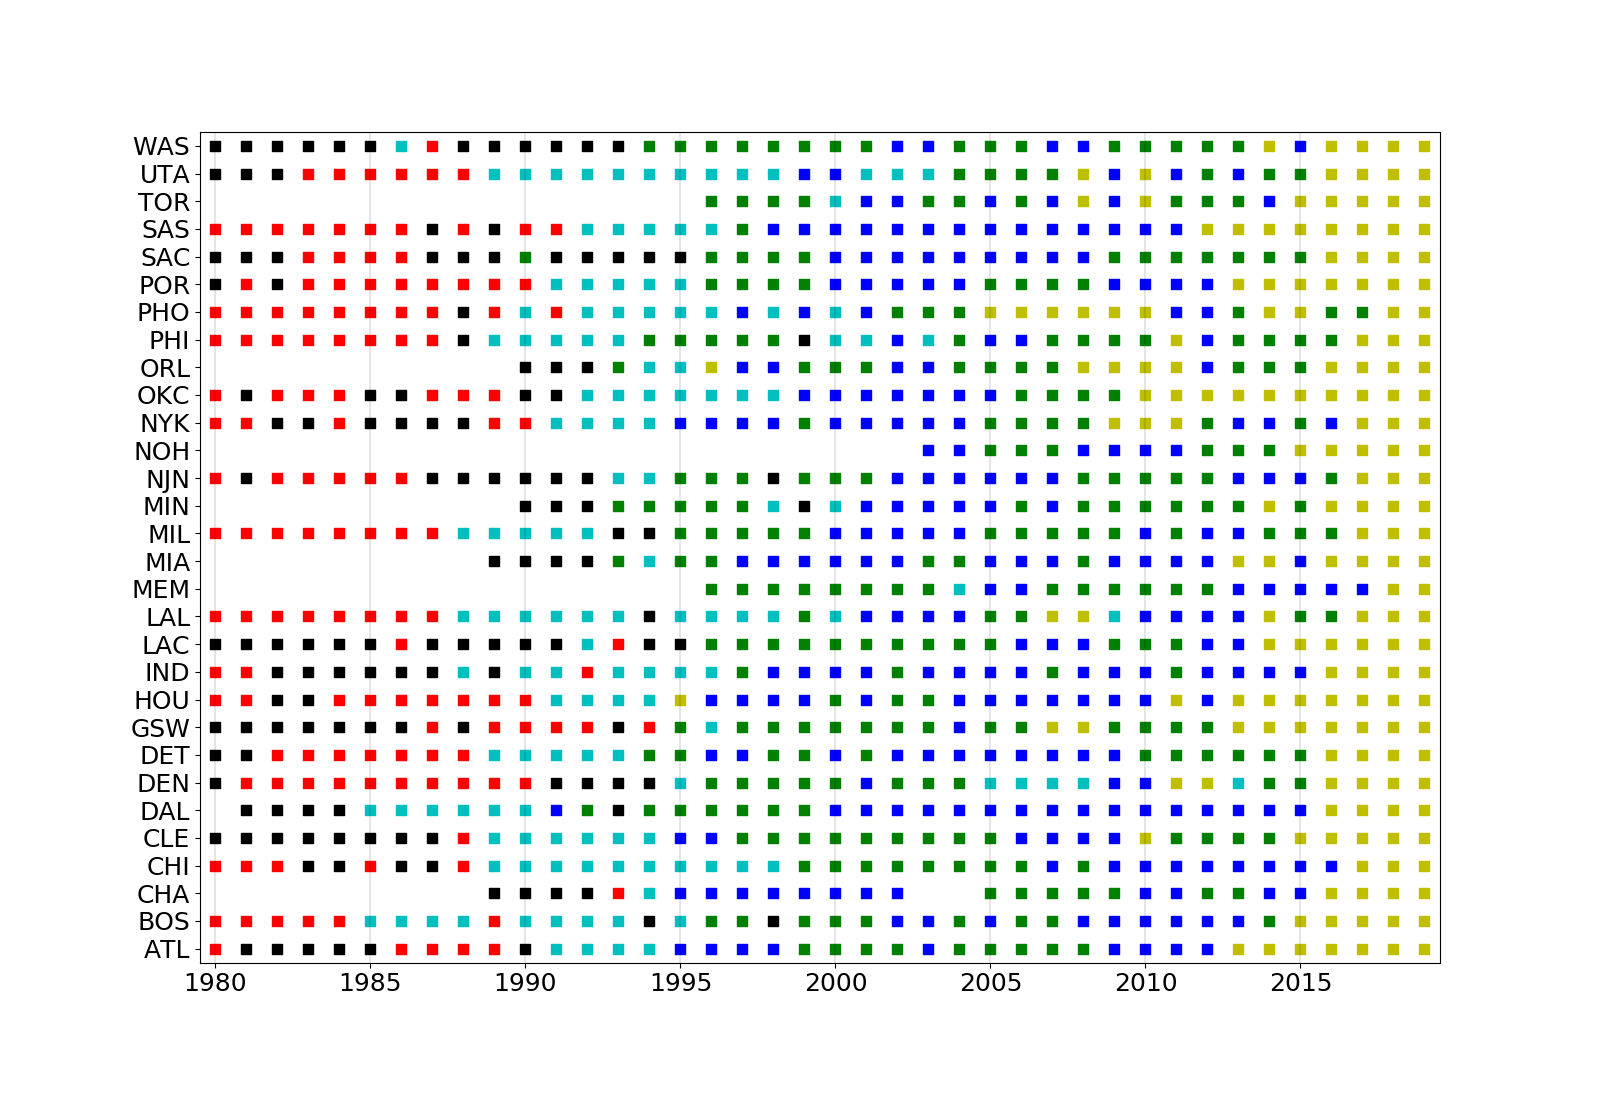 WAS
UTA
TOR
SAS
SAC
POR
PHO
PHI
ORL
OKC
NYK
NOH
NJN
MIN
MIL
MIA
MEM
LAL
LAC
IND
HOU
GSW
DET
DEN
DAL
CLE
CHI
CHA
BOS
ATL
1980 1985 1990 1995 2000 2005 2010 2015